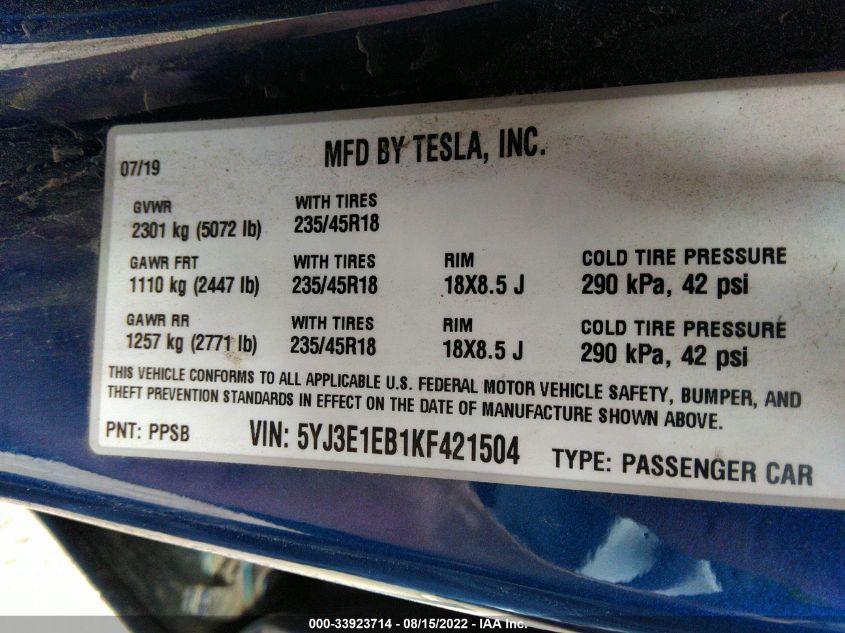 07/19 MFD BY TESLA, INC.
GVWR WITH TIRES
2301 kg (5072 lb) 235/45R18
GAWR FRT WITH TIRES RIM COLD TIRE PRESSURE
1110 kg (2447 lb) 235/45R18 18X8.5 J 290 kPa, 42 psi
GAWR RR WITH TIRES RIM COLD TIRE PRESSURE
1257 kg (2771 lb) 235/45R18 18X8.5 J 290 kPa, 42 psi
THIS VEHICLE CONFORMS TO ALL APPLICABLE U.S. FEDERAL MOTOR VEHICLE SAFETY, BUMPER, AND
THEFT PREVENTION STANDARDS IN EFFECT ON THE DATE OF MANUFACTURE SHOWN ABOVE.
PNT: PPSB VIN: 5YJ3E1EB1KF421504 TYPE: PASSENGER CAR
000-33923714 - 08/15/2022 - IAA Inc.